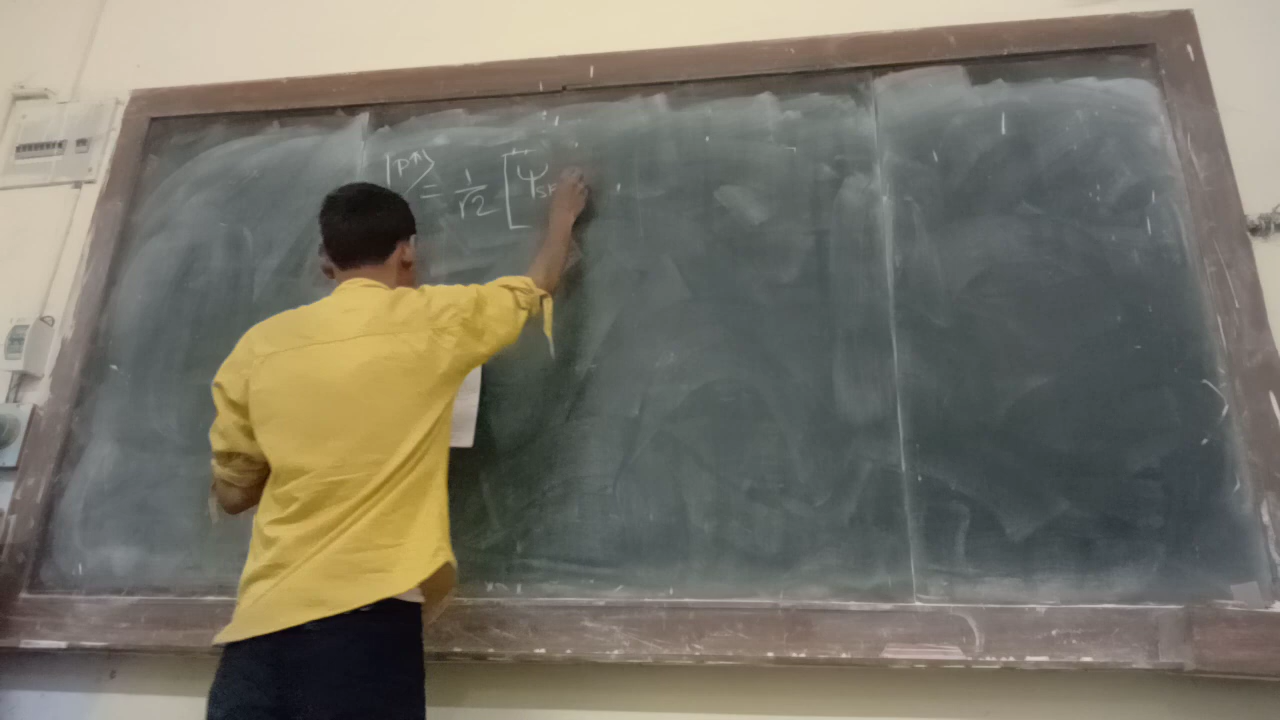 |P↑⟩ = 1/√2 [ψ